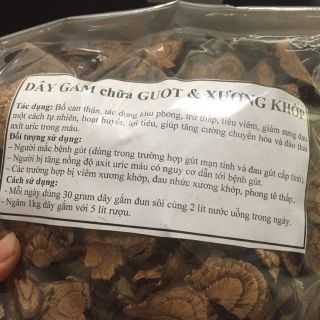 DÂY GẮM chữa GUOT & XƯƠNG KHỚP
Tác dụng: Bổ can thận, tác dụng khu phong, trừ thấp, tiêu viêm, giảm sưng đau
một cách tự nhiên, hoạt huyết, lợi tiểu, giúp tăng cường chuyển hóa và đào thải
axit uric trong máu.
Đối tượng sử dụng:
- Người mắc bệnh gút (dùng trong trường hợp gút mạn tính và gút cấp tính)
- Người bị tăng nồng độ axit uric máu có nguy cơ dẫn tới bệnh gút.
- Các trường hợp bị viêm xương khớp, đau nhức xương khớp, phong tê thấp.
Cách sử dụng:
- Mỗi ngày dùng 30 gram dây gắm đun sôi cùng 2 lít nước uống trong ngày.
- Ngâm 1kg dây gắm với 5 lít rượu.